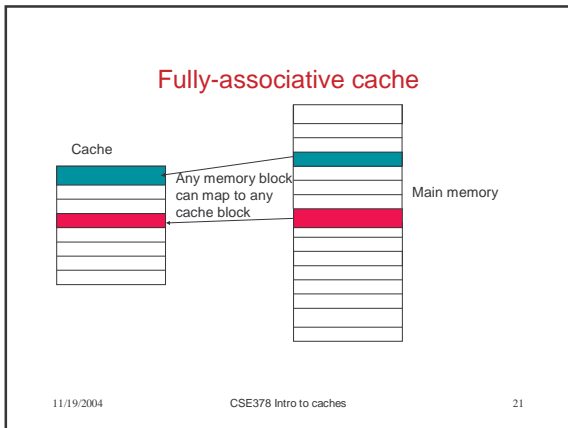 Fully-associative cache
Cache
Any memory block
can map to any
cache block
Main memory
11/19/2004
CSE378 Intro to caches
21